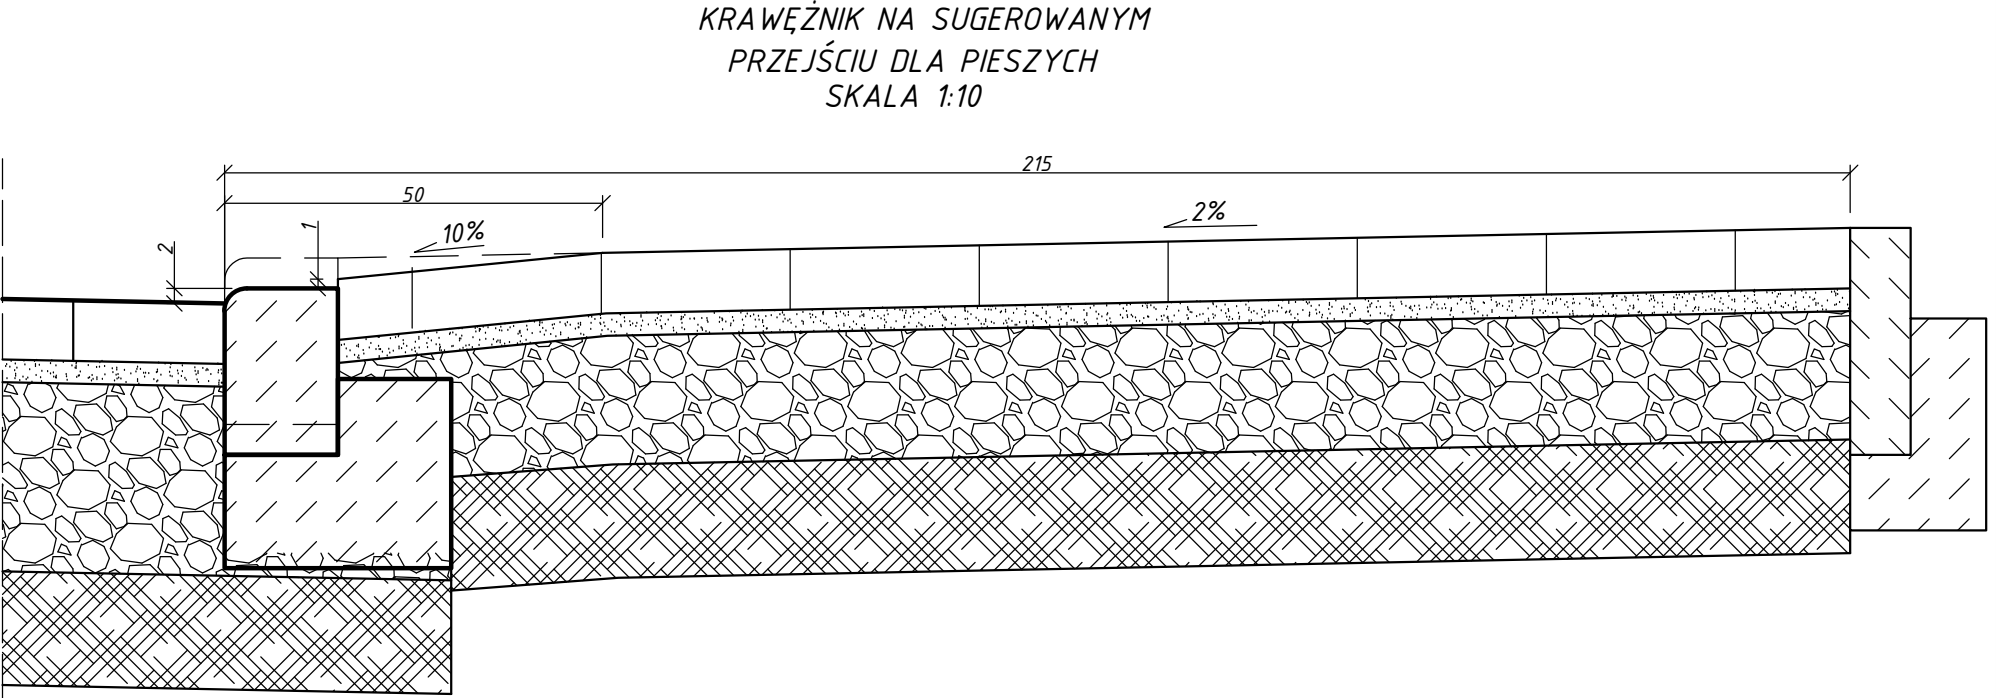 KRAWĘŻNIK NA SUGEROWANYM
PRZEJŚCIU DLA PIESZYCH
SKALA 1:10
215
50
2
1
10%
2%